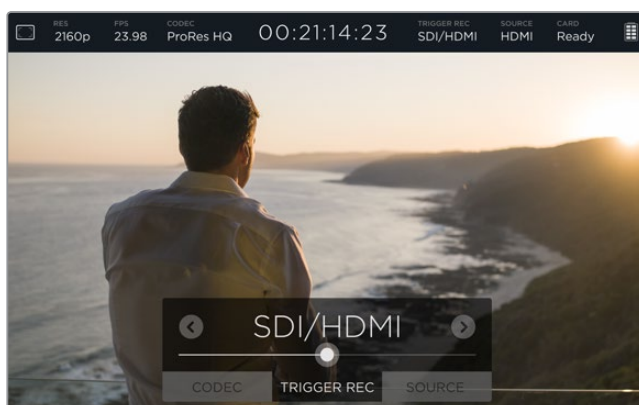 RES FPS CODEC TRIGGER REC SOURCE CARD
2160p 23.98 ProRes HQ 00:21:14:23 SDI/HDMI HDMI Ready
SDI/HDMI
CODEC TRIGGER REC SOURCE